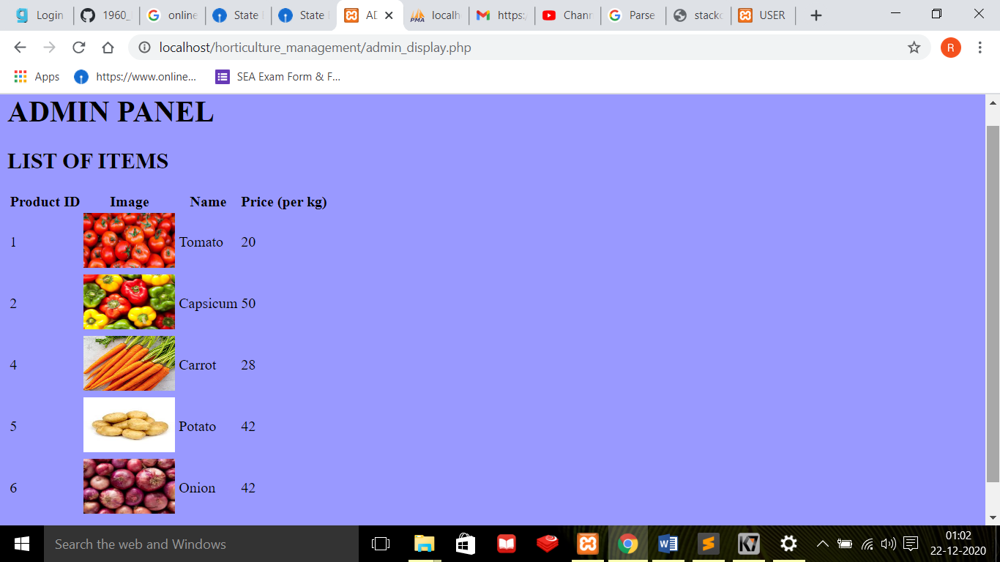 Login
1960_
online
State
State
AD
localh
https:/
Chann
Parse
stacko
USER
localhost/horticulture_management/admin_display.php
R
Apps
https://www.online...
SEA Exam Form & F...
ADMIN PANEL
LIST OF ITEMS
Product ID Image Name Price (per kg)
1 Tomato 20
2 Capsicum 50
4 Carrot 28
5 Potato 42
6 Onion 42
Search the web and Windows
01:02
22-12-2020